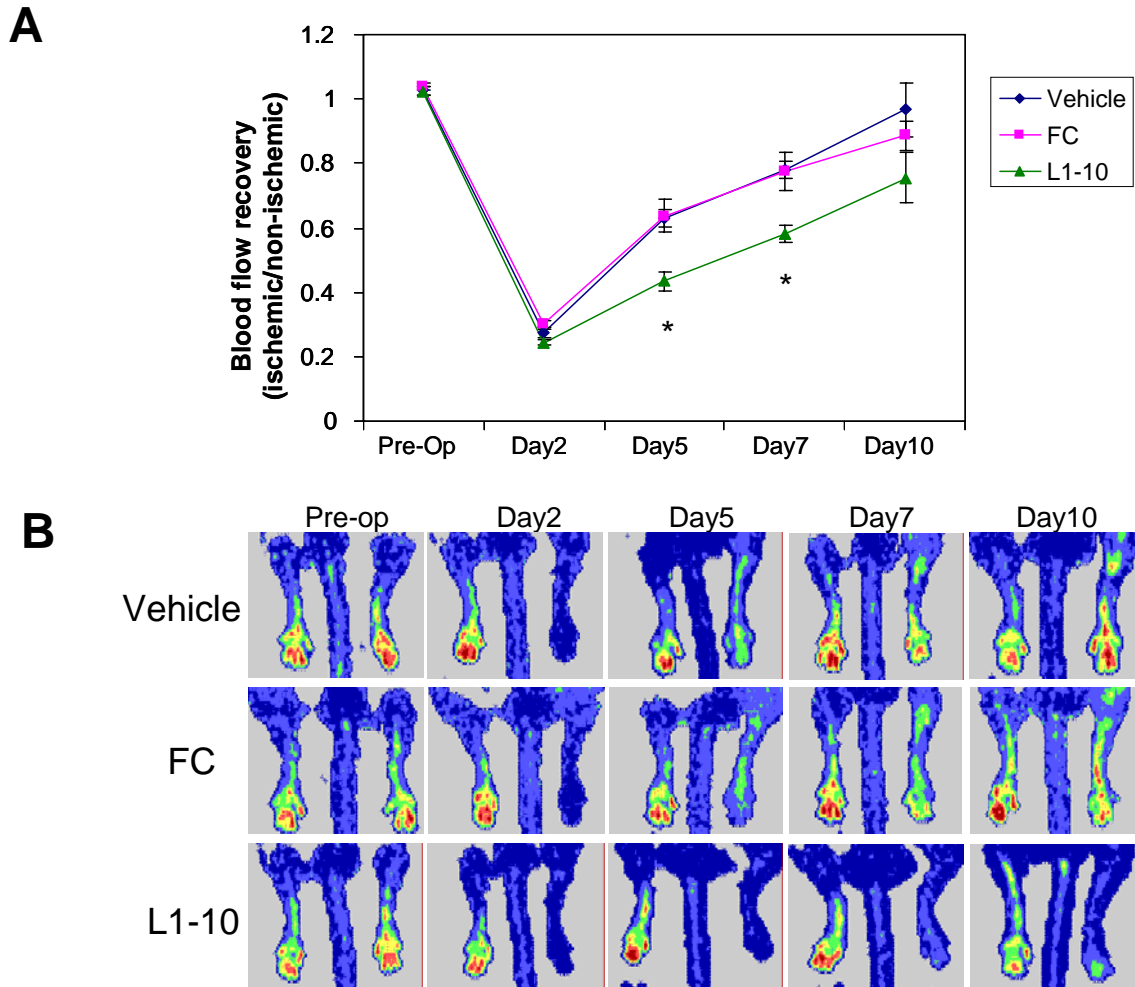 A
Blood flow recovery
(ischemic/non-ischemic)
1.2
1
0.8
0.6
0.4
0.2
0
*
*
Pre-Op Day2 Day5 Day7 Day10
Vehicle
FC
L1-10
B
Pre-op Day2 Day5 Day7 Day10
Vehicle
FC
L1-10